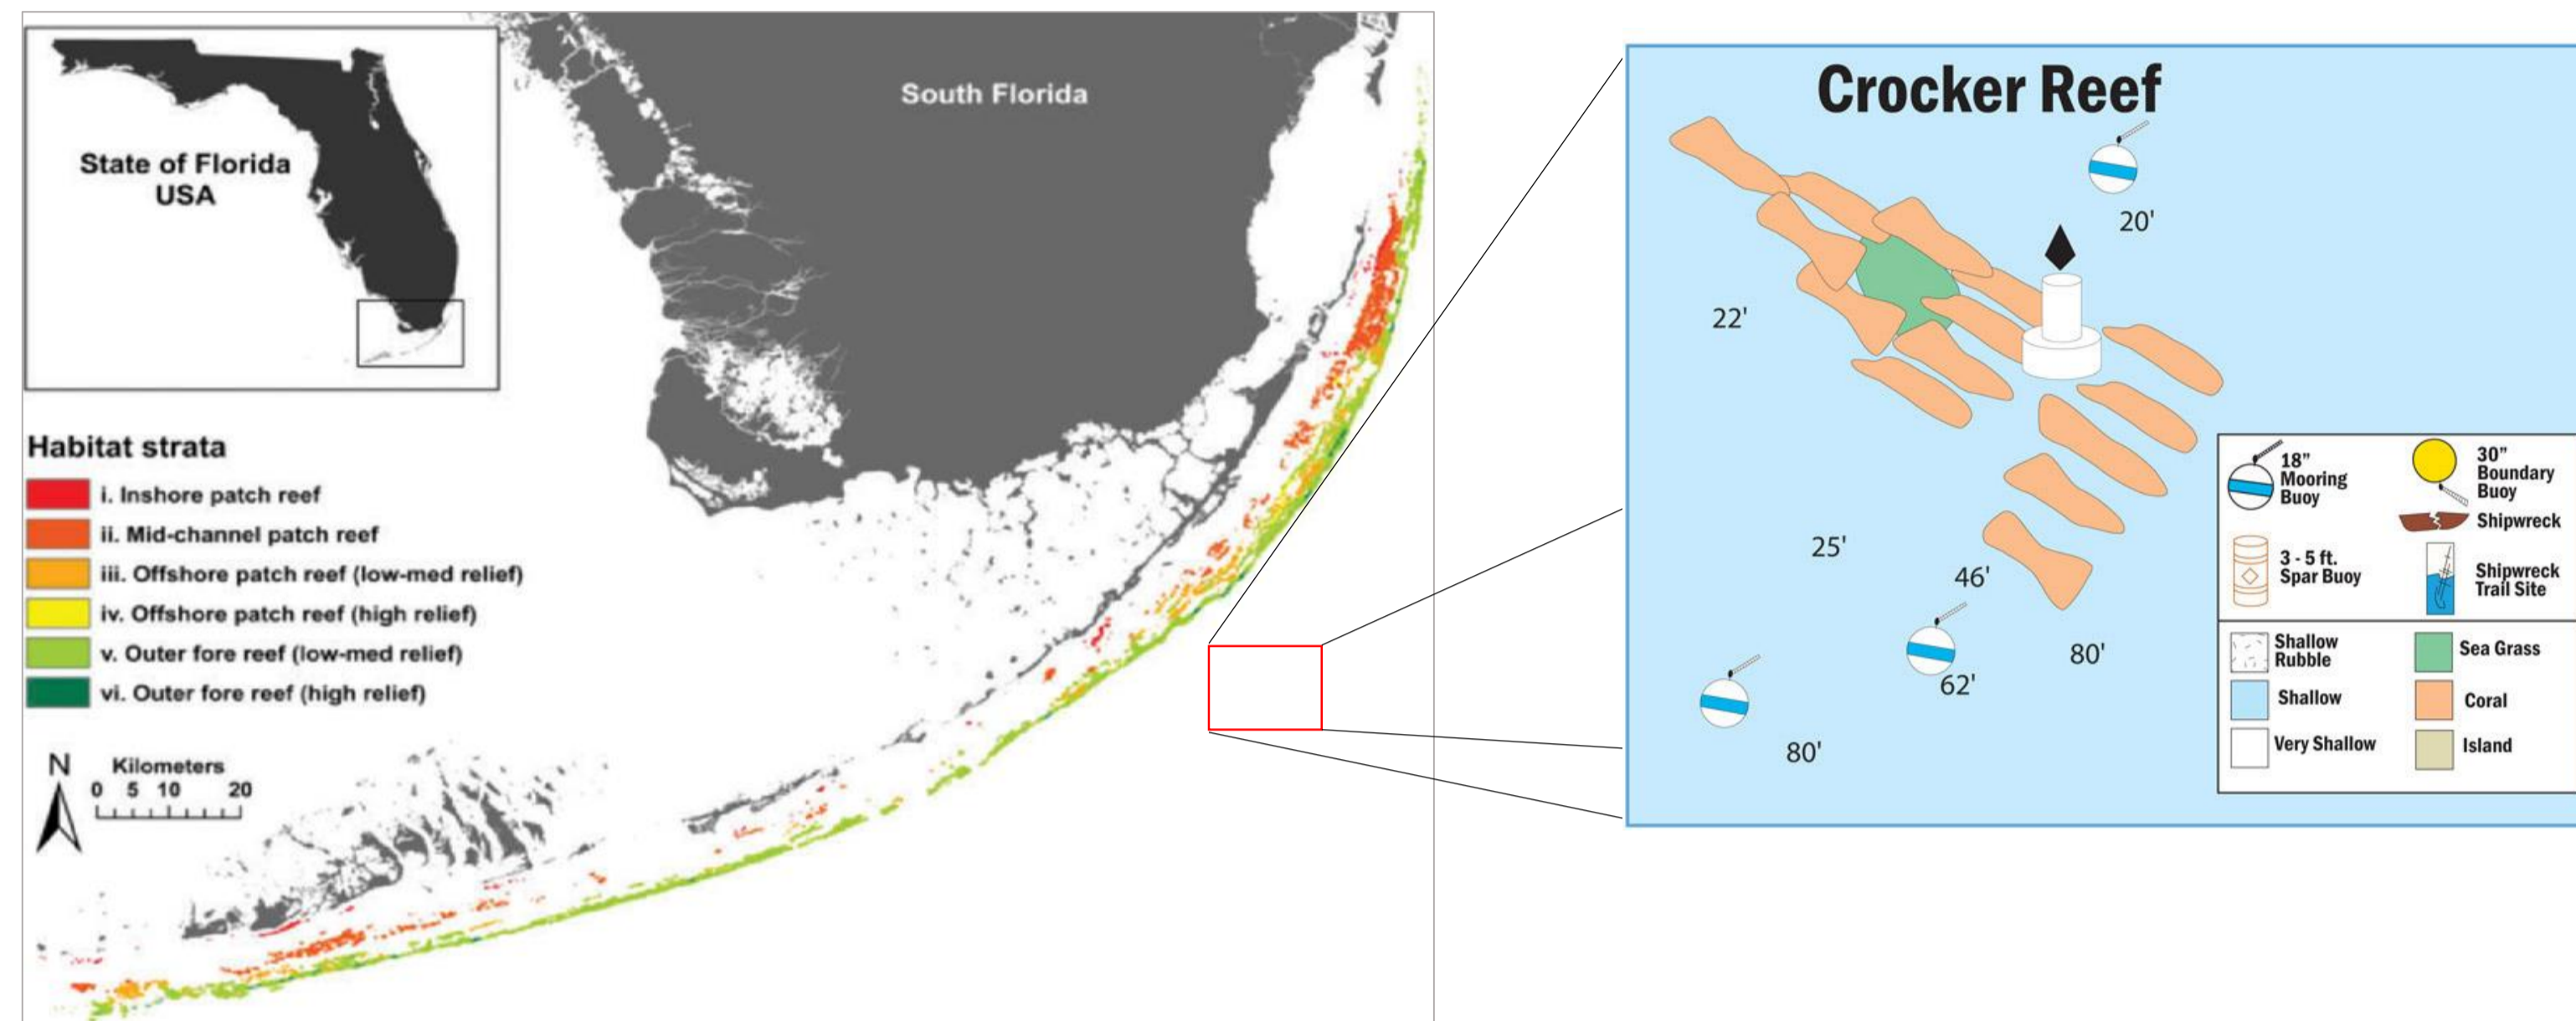 State of Florida
USA
South Florida
Habitat strata
i. Inshore patch reef
ii. Mid-channel patch reef
iii. Offshore patch reef (low-med relief)
iv. Offshore patch reef (high relief)
v. Outer fore reef (low-med relief)
vi. Outer fore reef (high relief)
N
Kilometers
0 5 10 20
Crocker Reef
20'
22'
25'
46'
80'
62'
80'
18"
Mooring
Buoy
30"
Boundary
Buoy
Shipwreck
3 - 5 ft.
Spar Buoy
Shipwreck
Trail Site
Shallow
Rubble
Sea Grass
Shallow
Coral
Very Shallow
Island